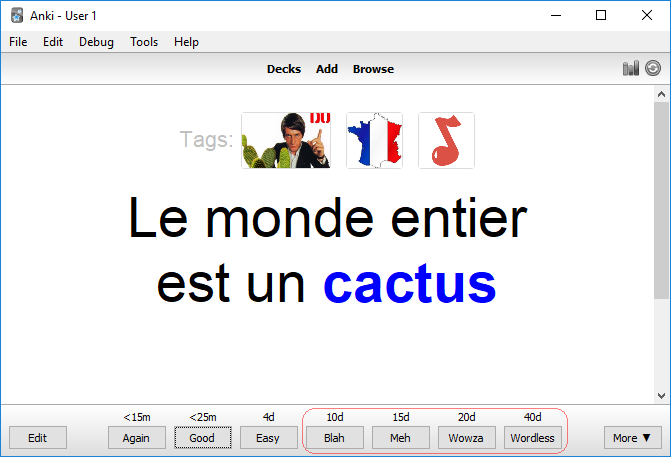 Anki - User 1
File Edit Debug Tools Help
Decks Add Browse
Tags:
Le monde entier
est un cactus
<15m <25m 4d 10d 15d 20d 40d
Edit Again Good Easy Blah Meh Wowza Wordless More ▼